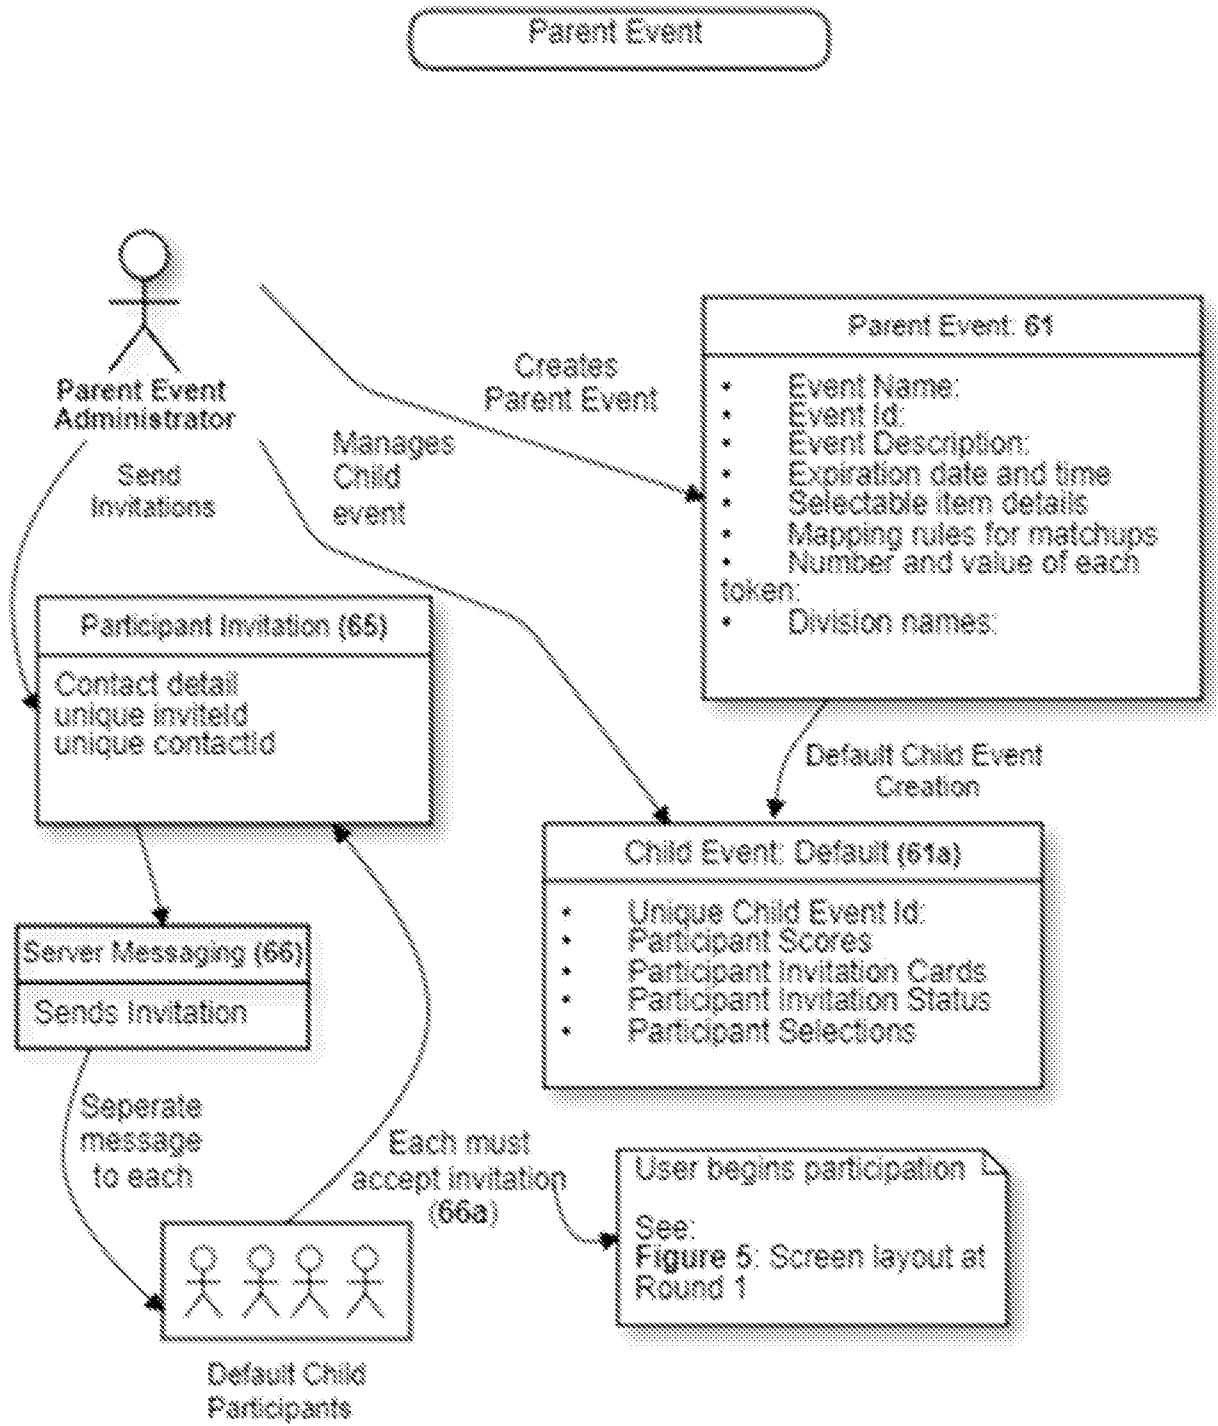 Parent Event
Parent Event
Administrator
Send
Invitations
Manages
Child
event
Creates
Parent Event
Parent Event: 61
• Event Name:
• Event Id:
• Event Description:
• Expiration date and time
• Selectable item details
• Mapping rules for matchups
• Number and value of each
token:
• Division names:
Participant Invitation (65)
Contact detail
unique inviteId
unique contactId
Default Child Event
Creation
Child Event: Default (61a)
• Unique Child Event Id:
• Participant Scores
• Participant Invitation Cards
• Participant Invitation Status
• Participant Selections
Server Messaging (66)
Sends Invitation
Seperate
message
to each
Each must
accept invitation
(66a)
User begins participation
See:
Figure 5: Screen layout at
Round 1
Default Child
Participants